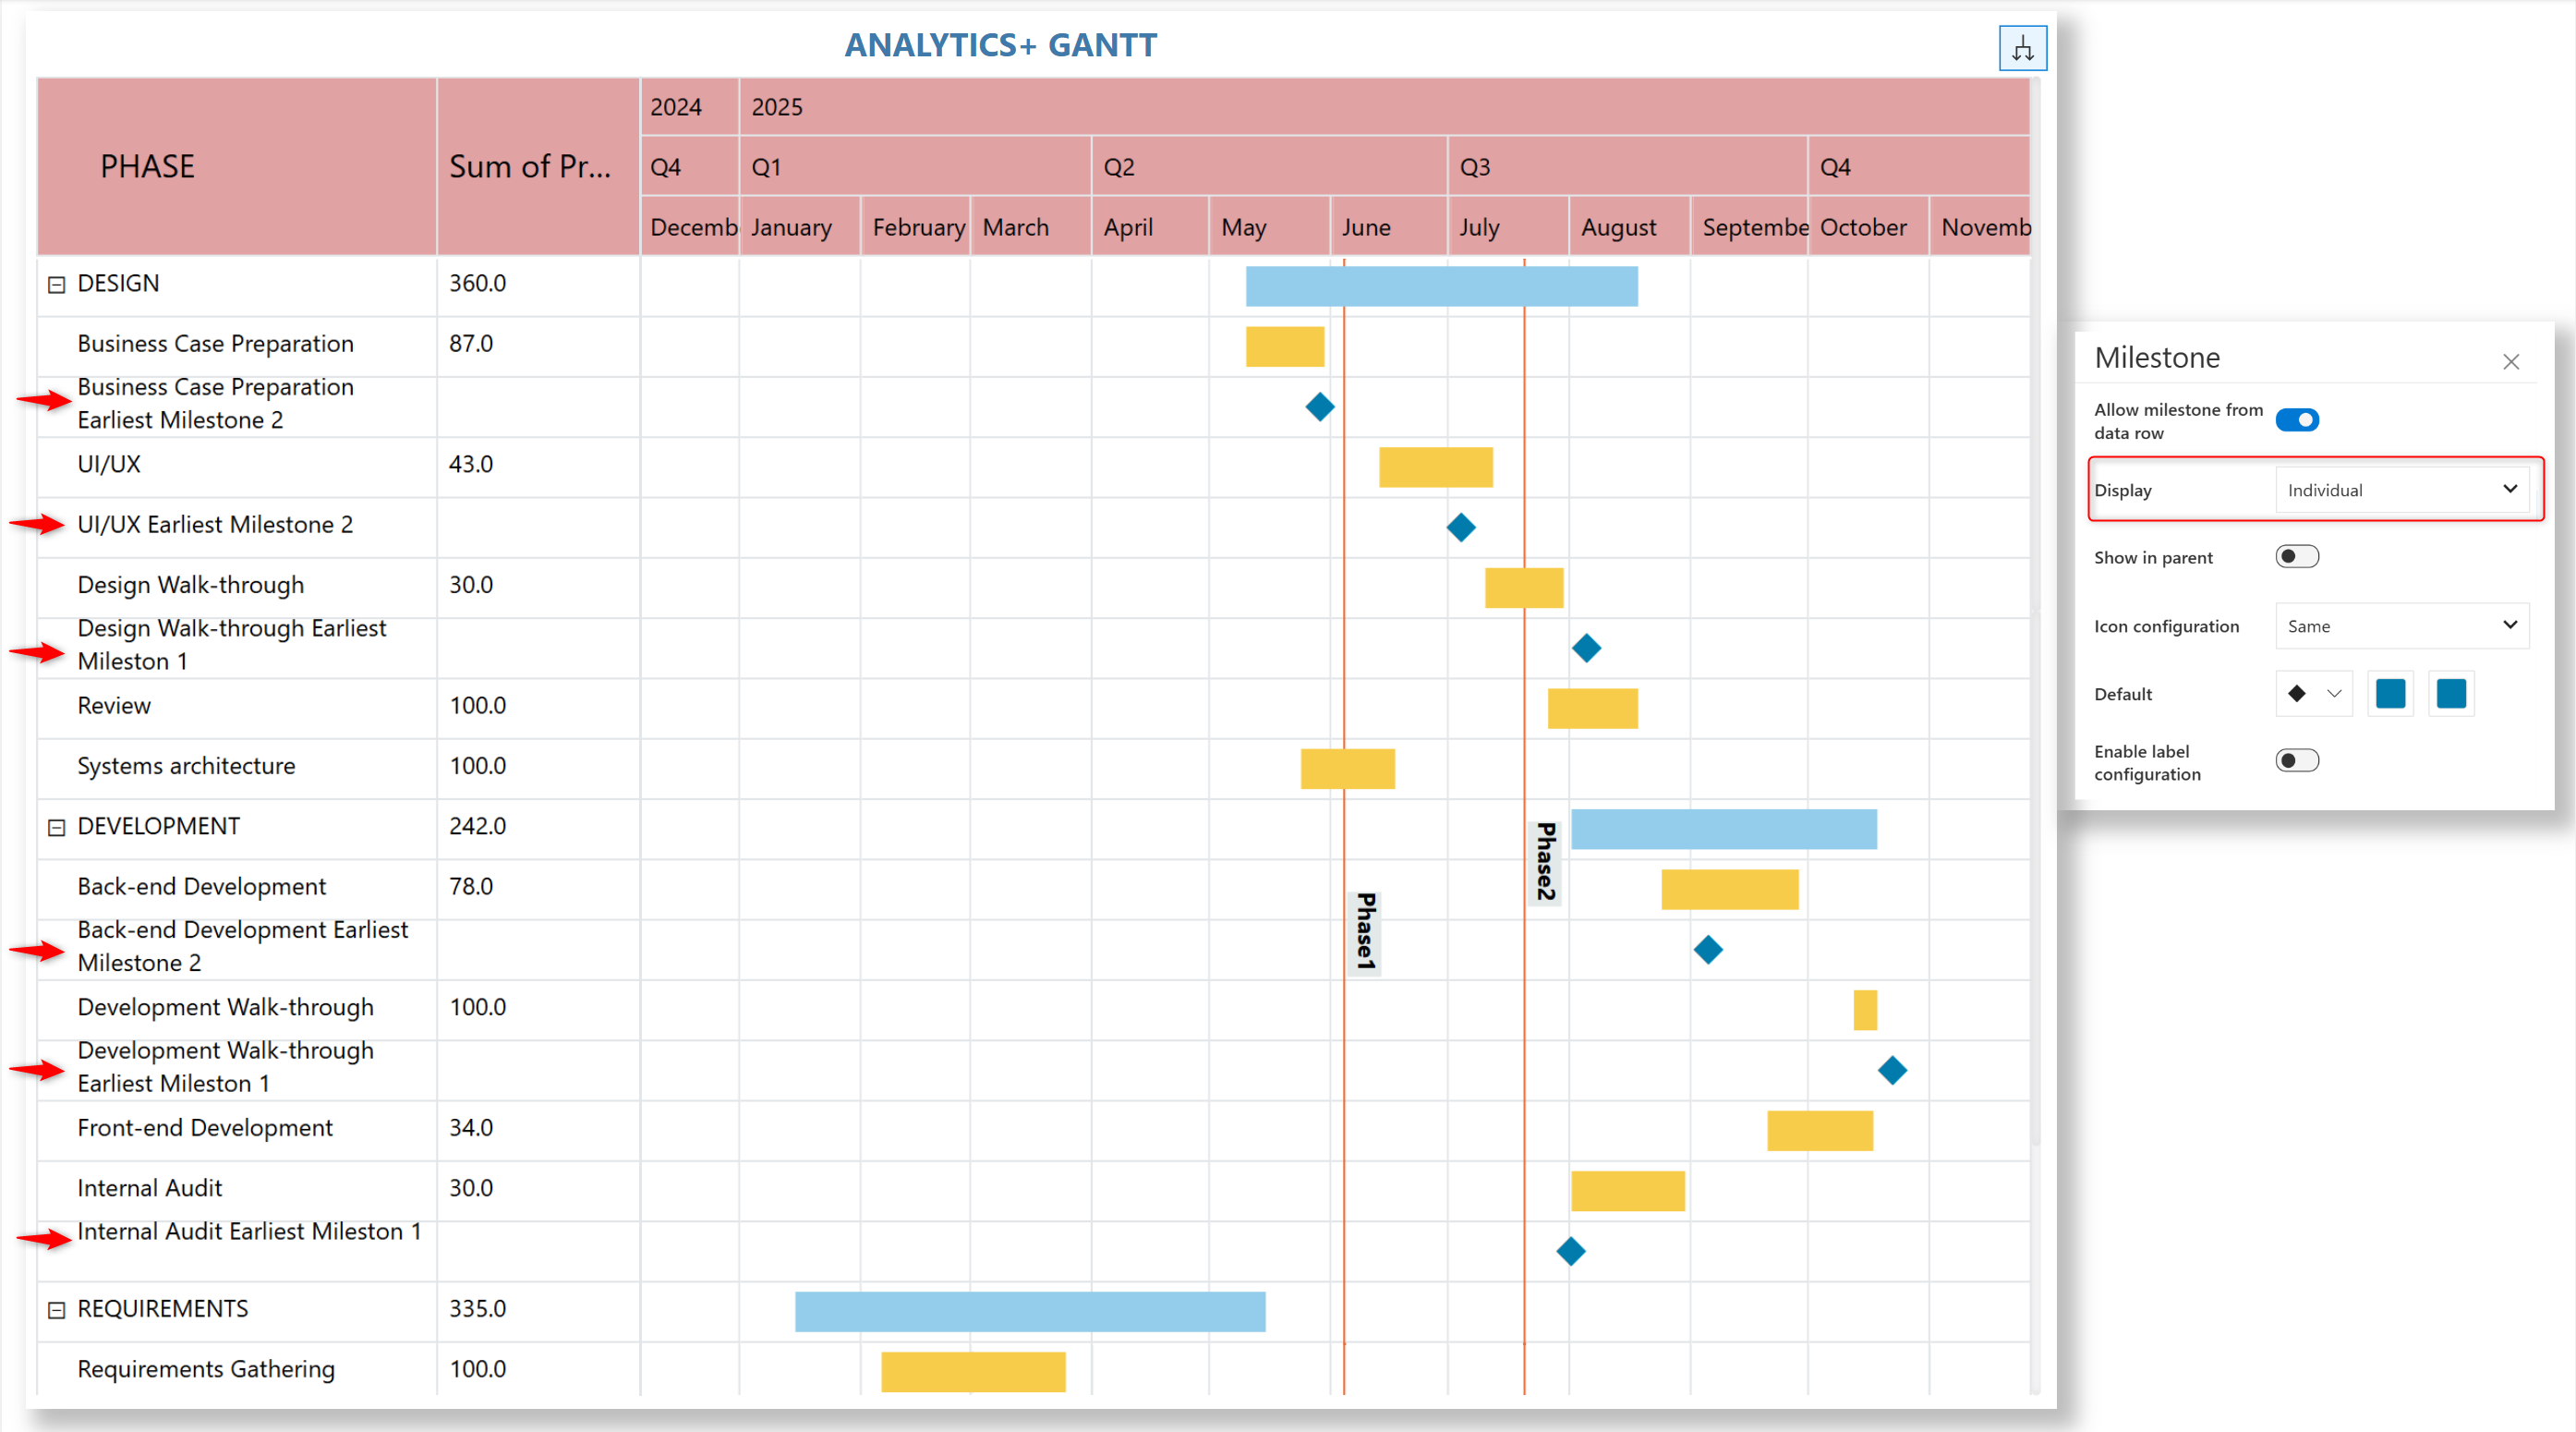 ANALYTICS+ GANTT
PHASE
Sum of Pr...
2024
2025
Q4
Q1
Q2
Q3
Q4
Decemb
January
February
March
April
May
June
July
August
Septembe
October
Novemb
DESIGN
360.0
Business Case Preparation
87.0
Business Case Preparation
Earliest Milestone 2
UI/UX
43.0
UI/UX Earliest Milestone 2
Design Walk-through
30.0
Design Walk-through Earliest
Mileston 1
Review
100.0
Systems architecture
100.0
DEVELOPMENT
242.0
Phase2
Back-end Development
78.0
Phase1
Back-end Development Earliest
Milestone 2
Development Walk-through
100.0
Development Walk-through
Earliest Mileston 1
Front-end Development
34.0
Internal Audit
30.0
Internal Audit Earliest Mileston 1
REQUIREMENTS
335.0
Requirements Gathering
100.0
Milestone
Allow milestone from
data row
Display
Individual
Show in parent
Icon configuration
Same
Default
Enable label
configuration